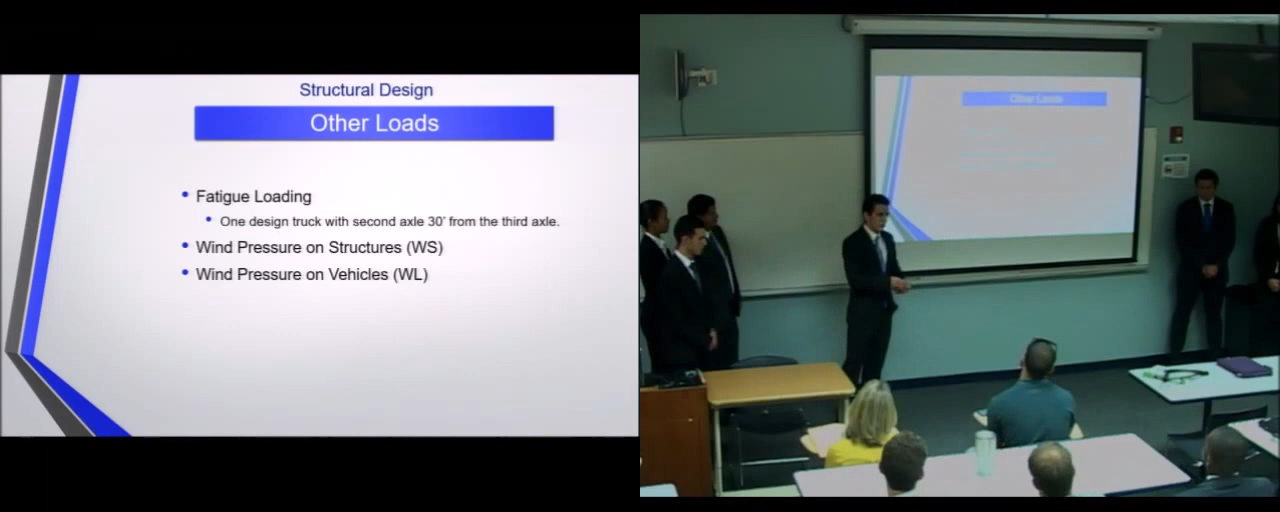 Structural Design
Other Loads
• Fatigue Loading
• One design truck with second axle 30' from the third axle.
• Wind Pressure on Structures (WS)
• Wind Pressure on Vehicles (WL)
Other Loads